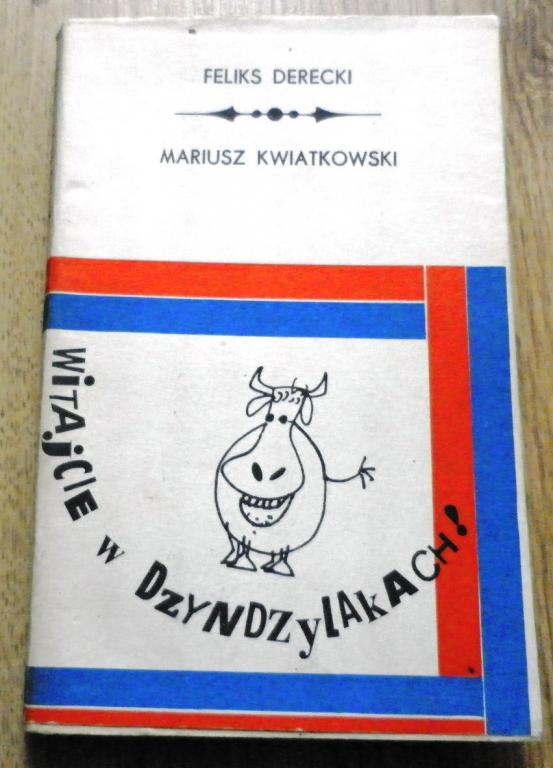 FELIKS DERECKI
MARIUSZ KWIATKOWSKI
WiTAjCIE w DZYNDZyLAkACH!